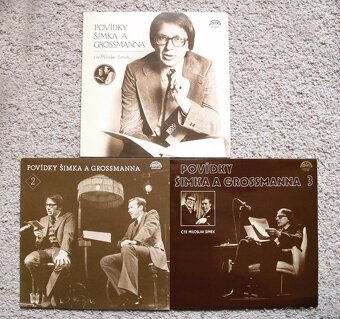 POVÍDKY
ŠIMKA A
GROSSMANNA
čte Miloslav Šimek
POVÍDKY ŠIMKA A GROSSMANNA
2
POVÍDKY
ŠIMKA A GROSSMANNA 3
ČTE MILOSLAV ŠIMEK